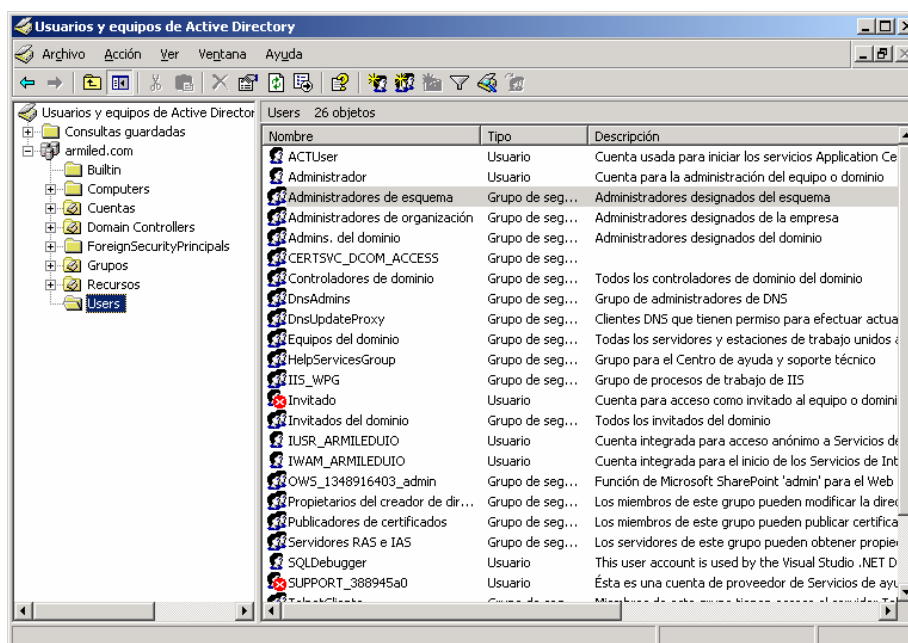 Usuarios y equipos de Active Directory
Archivo Acción Ver Ventana Ayuda
Usuarios y equipos de Active Director
Consultas guardadas
armiled.com
Builtin
Computers
Cuentas
Domain Controllers
ForeignSecurityPrincipals
Grupos
Recursos
Users
Users 26 objetos
Nombre Tipo Descripción
ACTUser Usuario Cuenta usada para iniciar los servicios Application Ce
Administrador Usuario Cuenta para la administración del equipo o dominio
Administradores de esquema Grupo de seg... Administradores designados del esquema
Administradores de organización Grupo de seg... Administradores designados de la empresa
Admins. del dominio Grupo de seg... Administradores designados del dominio
CERTSVC_DCOM_ACCESS Grupo de seg...
Controladores de dominio Grupo de seg... Todos los controladores de dominio del dominio
DnsAdmins Grupo de seg... Grupo de administradores de DNS
DnsUpdateProxy Grupo de seg... Clientes DNS que tienen permiso para efectuar actua
Equipos del dominio Grupo de seg... Todas los servidores y estaciones de trabajo unidos a
HelpServicesGroup Grupo de seg... Grupo para el Centro de ayuda y soporte técnico
IIS_WPG Grupo de seg... Grupo de procesos de trabajo de IIS
Invitado Usuario Cuenta para acceso como invitado al equipo o domini
Invitados del dominio Grupo de seg... Todos los invitados del dominio
IUSR_ARMILEDUIO Usuario Cuenta integrada para acceso anónimo a Servicios de
IWAM_ARMILEDUIO Usuario Cuenta integrada para el inicio de los Servicios de Int
OWS_1348916403_admin Grupo de seg... Función de Microsoft SharePoint 'admin' para el Web
Propietarios del creador de dir... Grupo de seg... Los miembros de este grupo pueden modificar la direc
Publicadores de certificados Grupo de seg... Los miembros de este grupo pueden publicar certifica
Servidores RAS e IAS Grupo de seg... Los servidores de este grupo pueden obtener propie
SQLDebugger Usuario This user account is used by the Visual Studio .NET D
SUPPORT_388945a0 Usuario Ésta es una cuenta de proveedor de Servicios de ayu